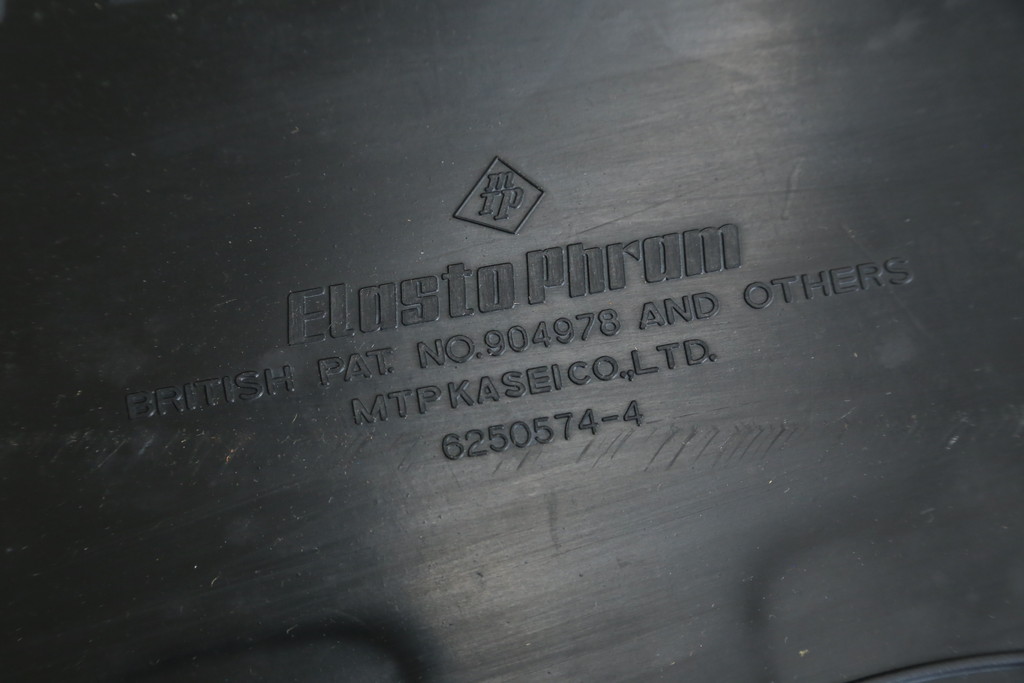 mtp
Elasto Phram
BRITISH PAT. NO.904978 AND OTHERS
MTP KASEI CO.,LTD.
6250574-4